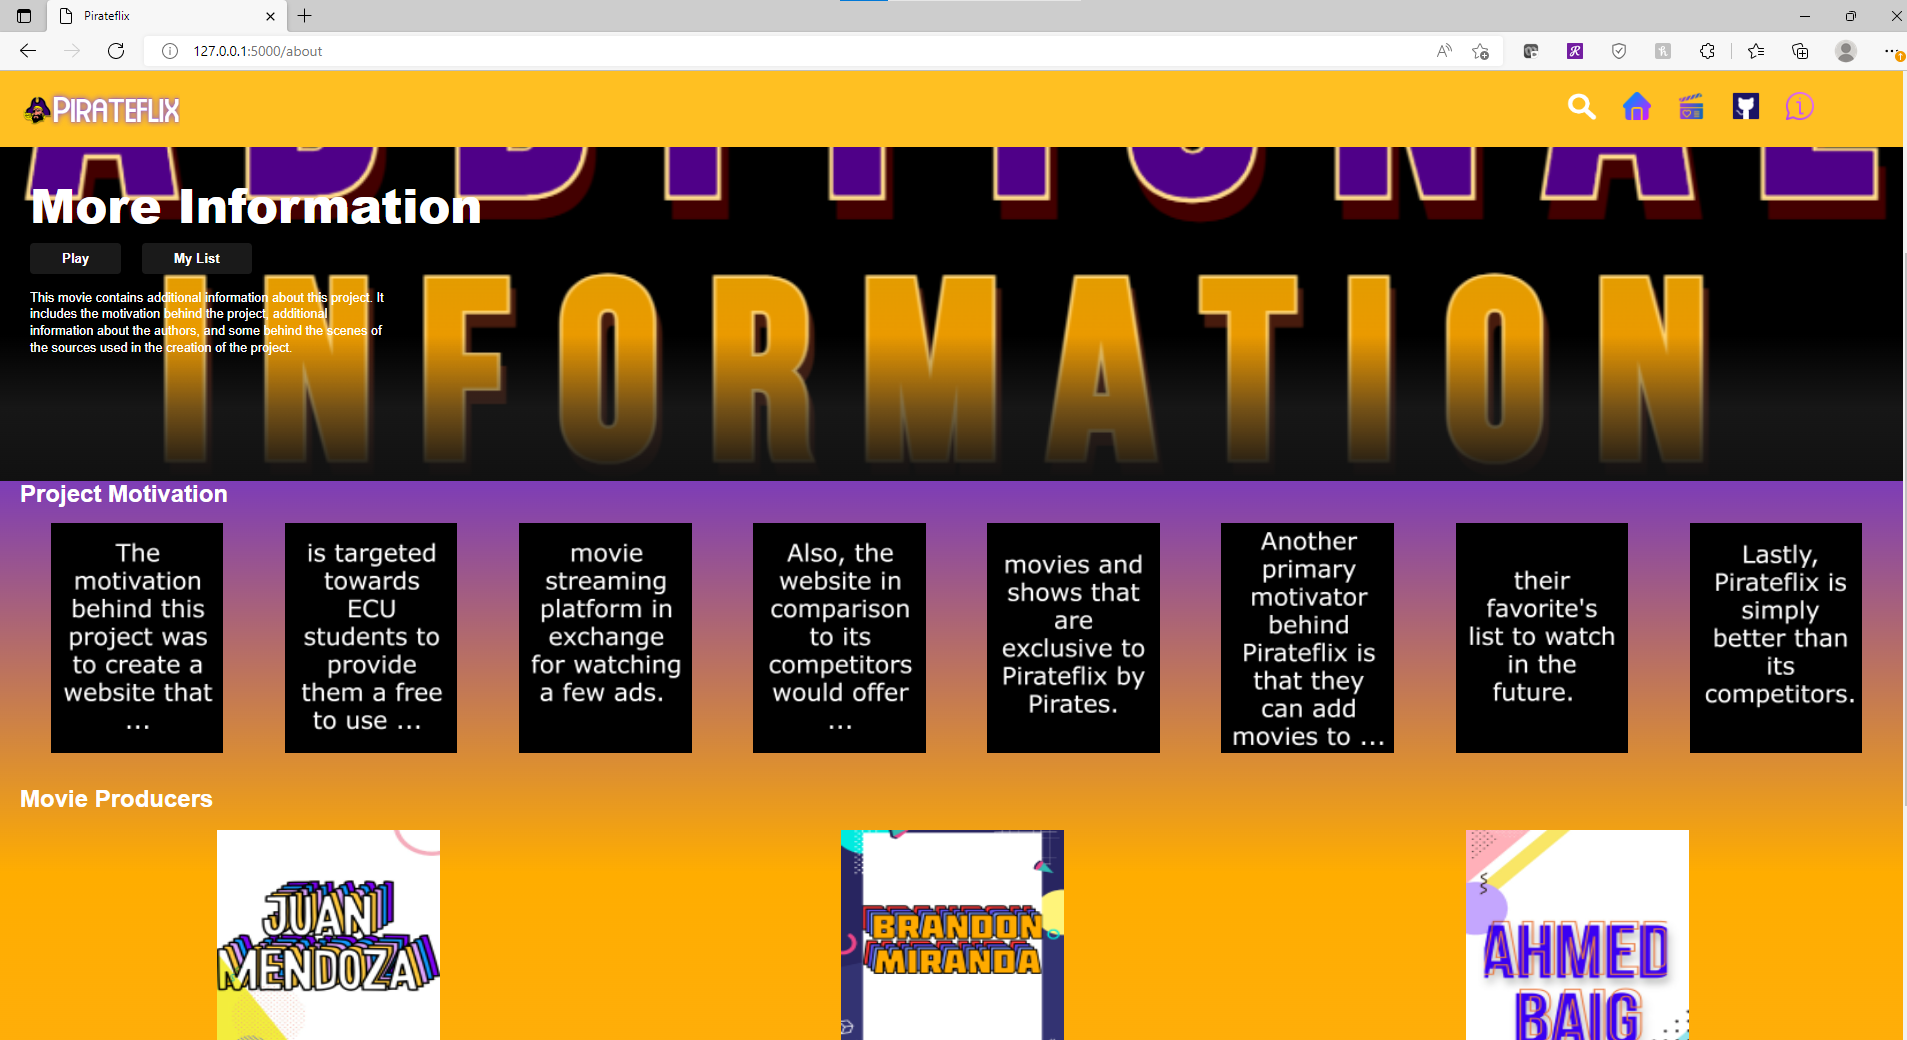 Pirateflix
127.0.0.1:5000/about
PIRATEFLIX
ADDITIONAL
More Information
Play
My List
INFORMATION
This movie contains additional information about this project. It
includes the motivation behind the project, additional
information about the authors, and some behind the scenes of
the sources used in the creation of the project.
Project Motivation
The
motivation
behind this
project was
to create a
website that
...
is targeted
towards
ECU
students to
provide
them a free
to use ...
movie
streaming
platform in
exchange
for watching
a few ads.
Also, the
website in
comparison
to its
competitors
would offer
...
movies and
shows that
are
exclusive to
Pirateflix by
Pirates.
Another
primary
motivator
behind
Pirateflix is
that they
can add
movies to ...
their
favorite's
list to watch
in the
future.
Lastly,
Pirateflix is
simply
better than
its
competitors.
Movie Producers
JUAN
MENDOZA
BRANDON
MIRANDA
AHMED
BAIG